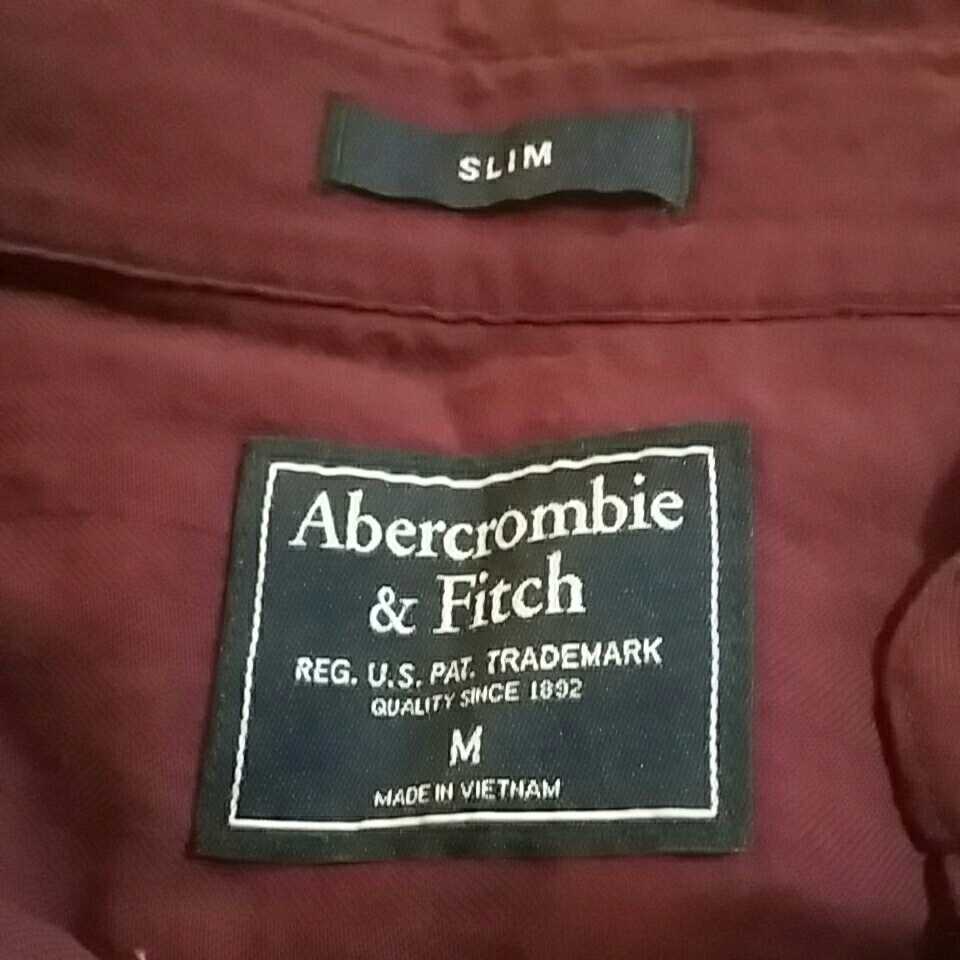 SLIM
Abercrombie
& Fitch
REG. U.S. PAT. TRADEMARK
QUALITY SINCE 1892
M
MADE IN VIETNAM